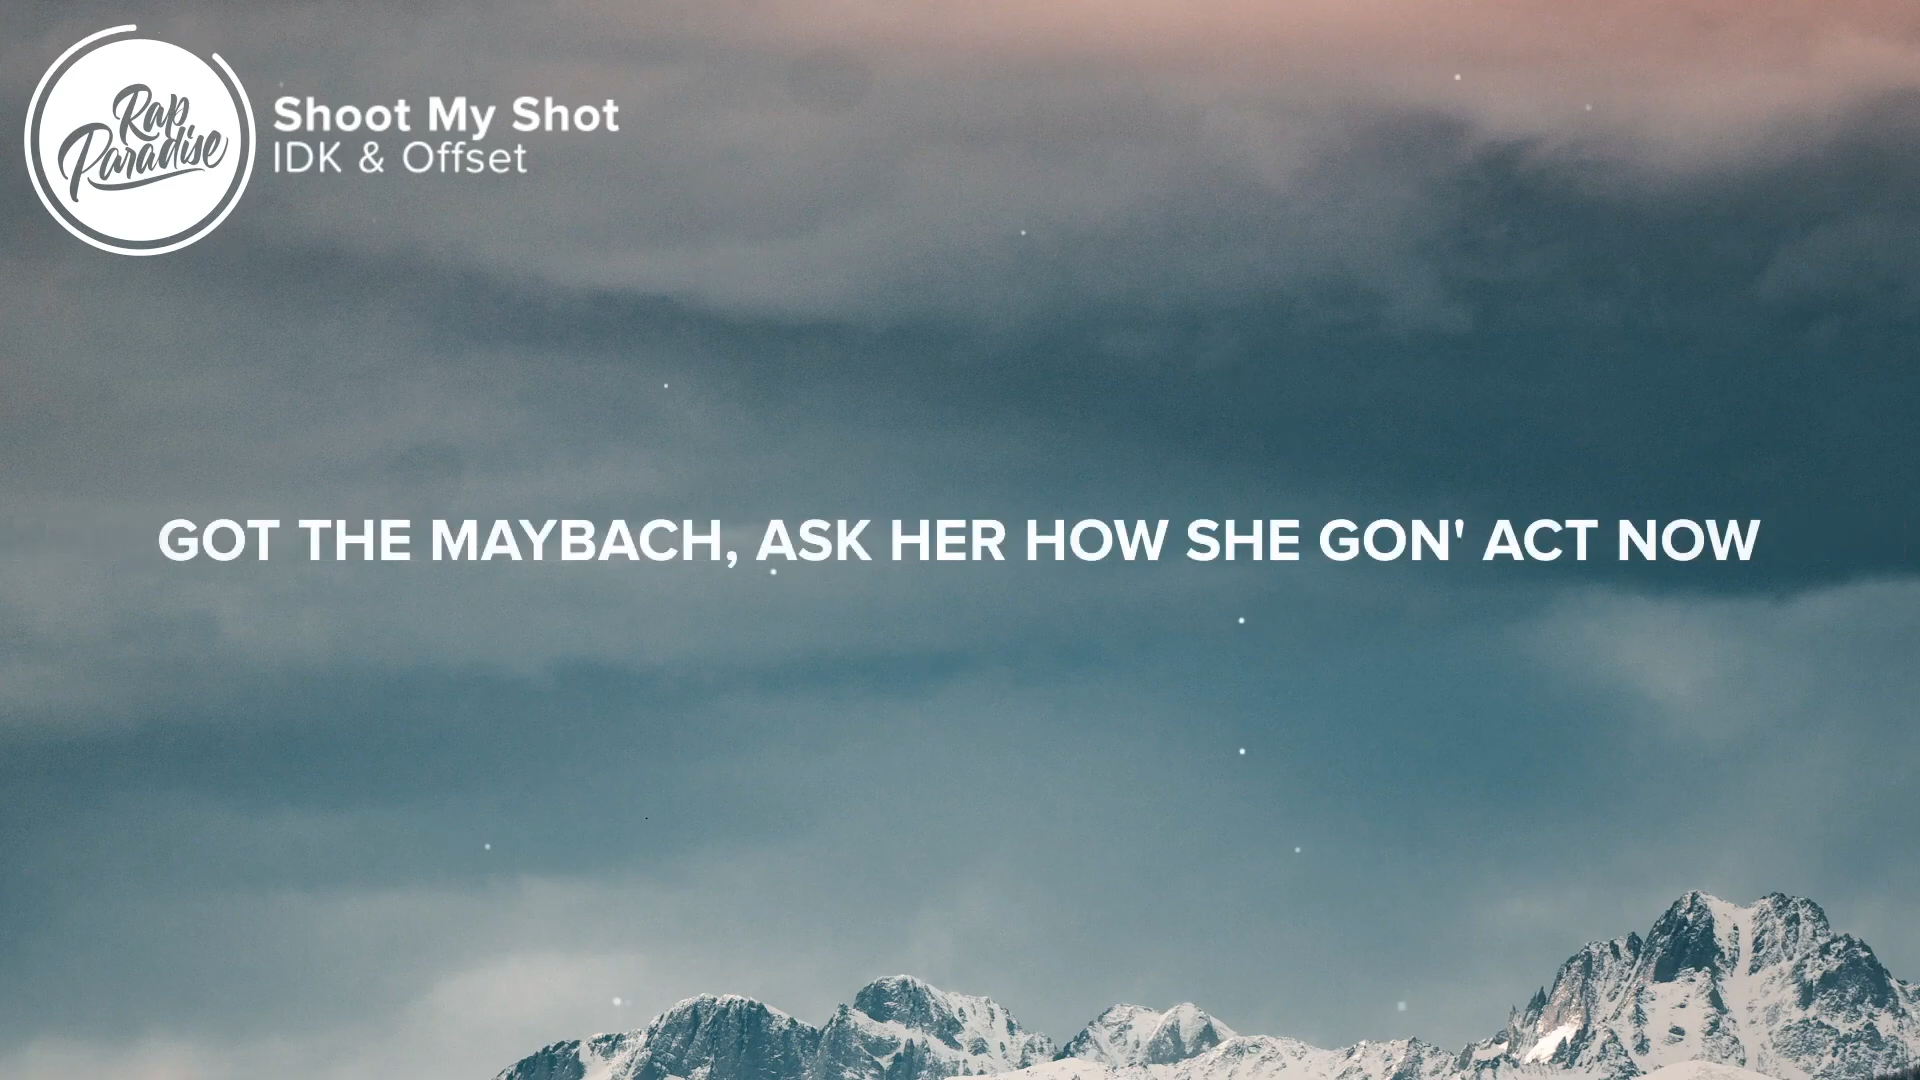 Rap
Paradise
Shoot My Shot
IDK & Offset
GOT THE MAYBACH, ASK HER HOW SHE GON' ACT NOW